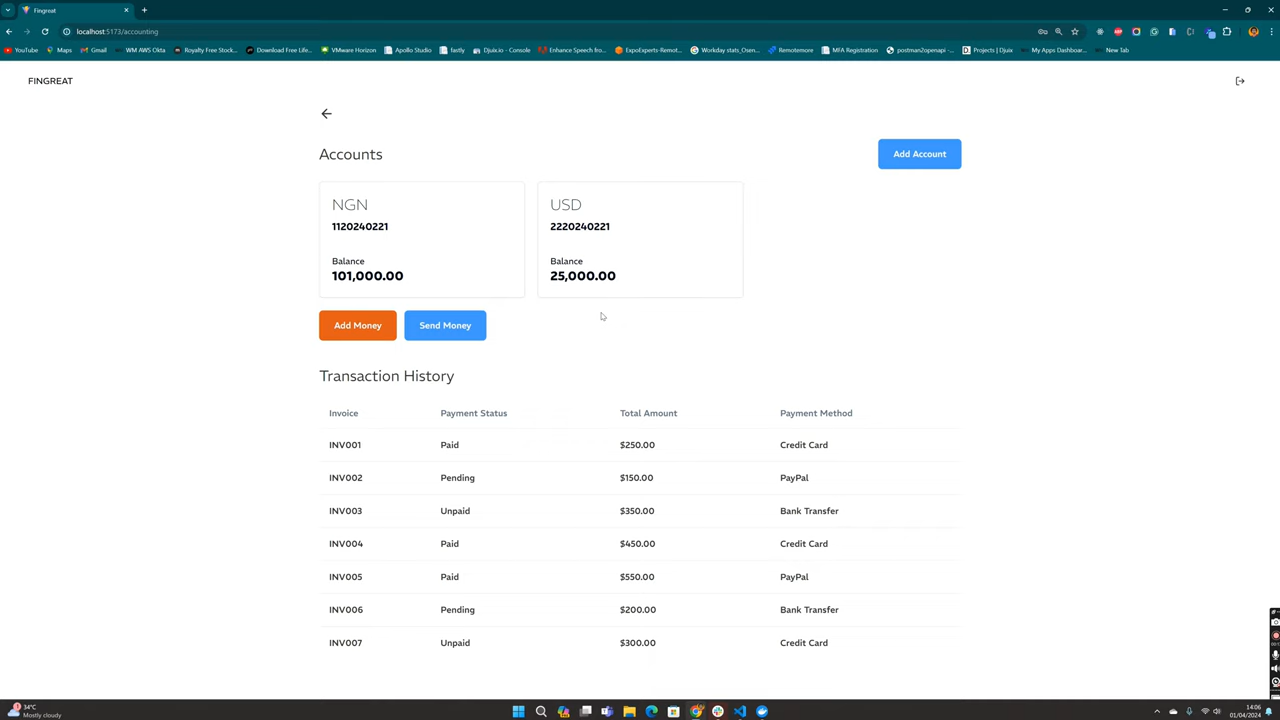 Fingreat
localhost:5173/accounting
YouTube Maps Gmail WM AWS Okta Royalty Free Stock... Download Free Life... VMware Horizon Apollo Studio fastly Djuix.io - Console Enhance Speech fro... ExpoExperts-Remot... Workday stats_Osen... Remotemore MFA Registration postman2openapi - Projects | Djuix My Apps Dashboar... New Tab
FINGREAT
Accounts
Add Account
NGN
1120240221
Balance
101,000.00
USD
2220240221
Balance
25,000.00
Add Money Send Money
Transaction History
Invoice Payment Status Total Amount Payment Method
INV001 Paid $250.00 Credit Card
INV002 Pending $150.00 PayPal
INV003 Unpaid $350.00 Bank Transfer
INV004 Paid $450.00 Credit Card
INV005 Paid $550.00 PayPal
INV006 Pending $200.00 Bank Transfer
INV007 Unpaid $300.00 Credit Card
34°C
Mostly cloudy
14:06
01/04/2024